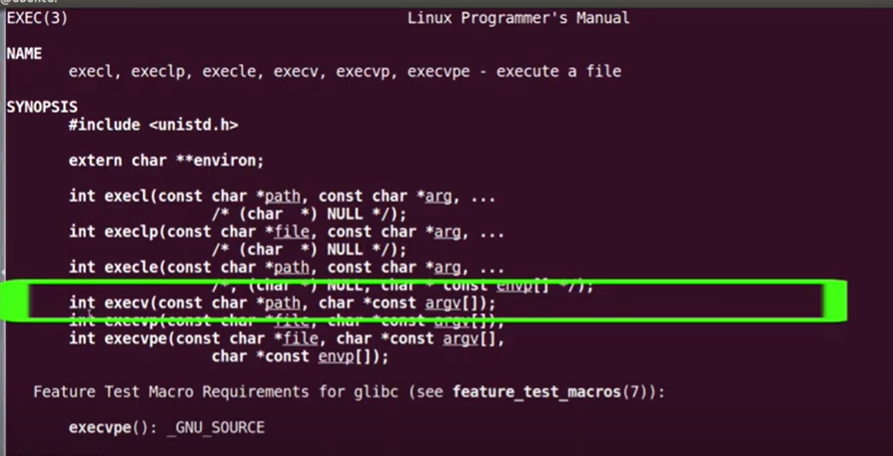 EXEC(3) Linux Programmer's Manual
NAME
execl, execlp, execle, execv, execvp, execvpe - execute a file
SYNOPSIS
#include <unistd.h>
extern char **environ;
int execl(const char *path, const char *arg, ...
/* (char  *) NULL */);
int execlp(const char *file, const char *arg, ...
/* (char  *) NULL */);
int execle(const char *path, const char *arg, ...
/*, (char *) NULL, char * const envp[] */);
int execv(const char *path, char *const argv[]);
int execvp(const char *file, char *const argv[]);
int execvpe(const char *file, char *const argv[],
char *const envp[]);
Feature Test Macro Requirements for glibc (see feature_test_macros(7)):
execvpe(): _GNU_SOURCE